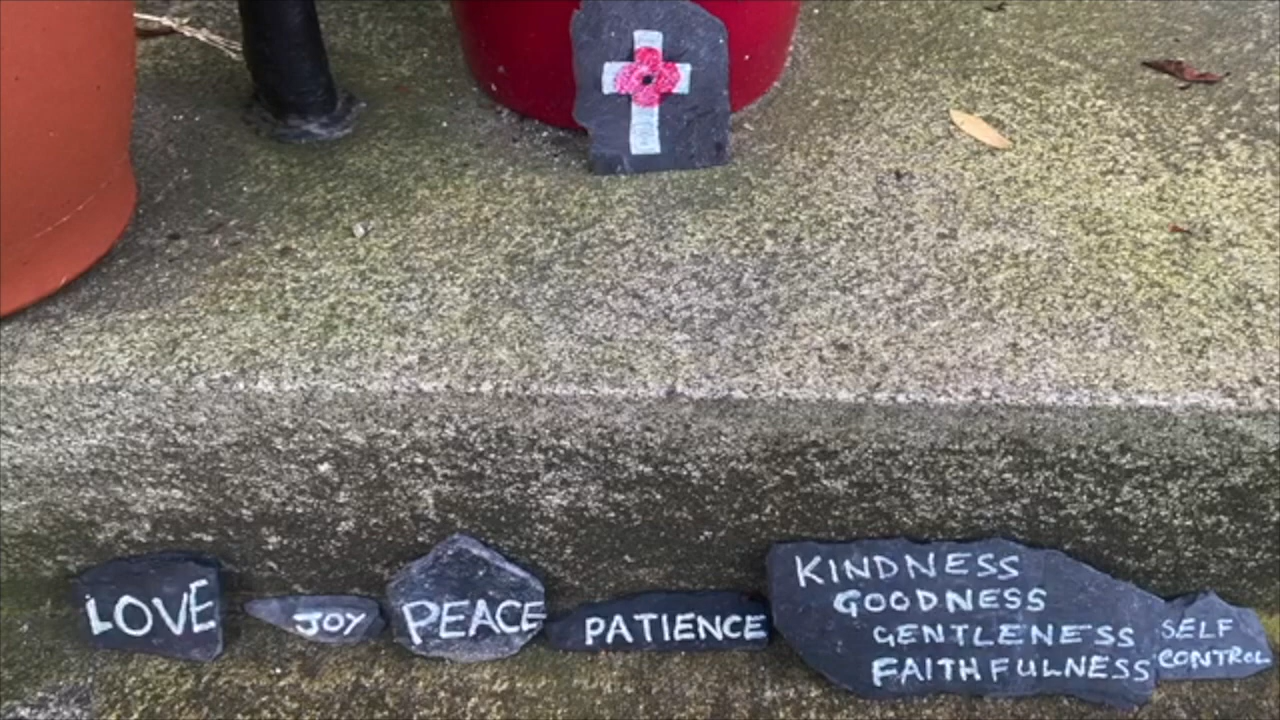 LOVE
JOY
PEACE
PATIENCE
KINDNESS
GOODNESS
GENTLENESS
FAITHFULNESS
SELF
CONTROL